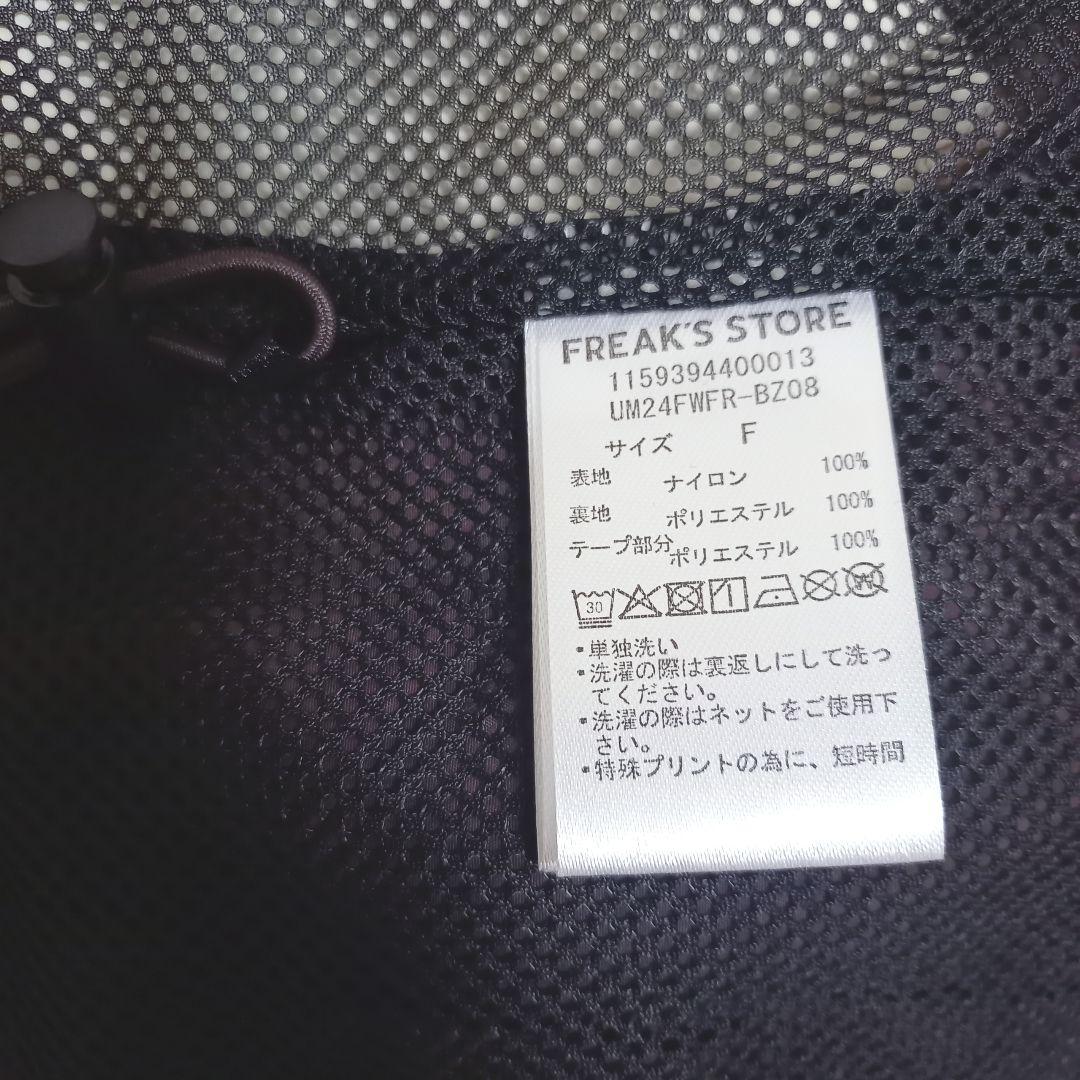 FREAK'S STORE
1159394400013
UM24FWFR-BZ08
サイズ F
表地 ナイロン 100%
裏地 ポリエステル 100%
テープ部分 ポリエステル 100%
30
・単独洗い
・洗濯の際は裏返しにして洗っ
てください。
・洗濯の際はネットをご使用下
さい。
・特殊プリントの為に、短時間